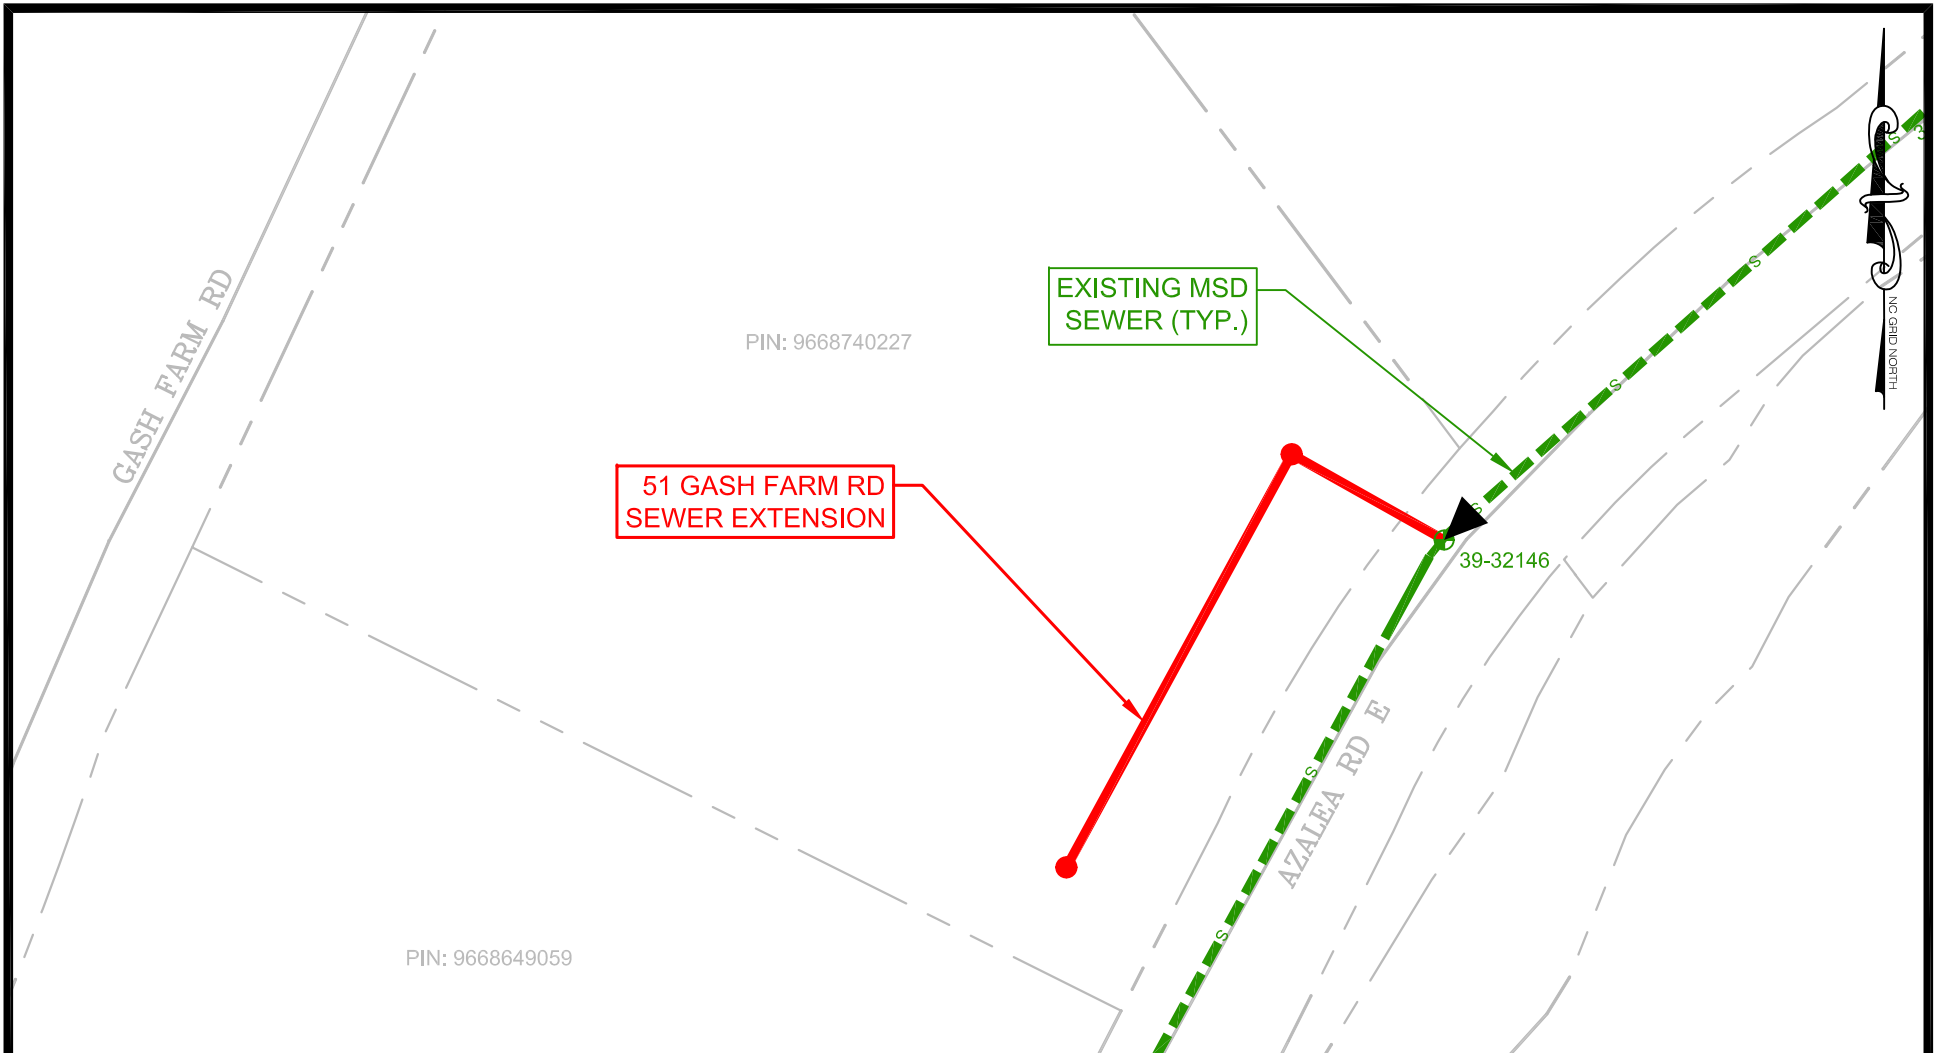 GASH FARM RD
PIN: 9668740227
EXISTING MSD
SEWER (TYP.)
S
S
S
S
NC GRID NORTH
51 GASH FARM RD
SEWER EXTENSION
39-32146
AZALEA RD E
S
S
PIN: 9668649059